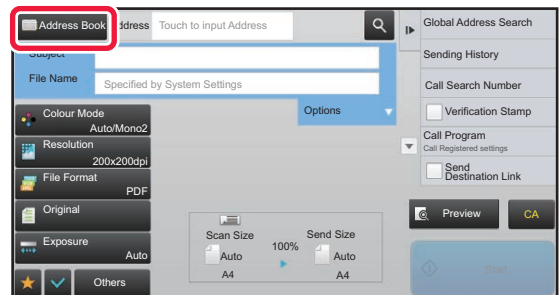 Address Book
ddress
Touch to input Address
Subject
File Name
Specified by System Settings
Options
Colour Mode
Auto/Mono2
Resolution
200x200dpi
File Format
PDF
Original
Exposure
Auto
Others
Scan Size
Auto
A4
100%
Send Size
Auto
A4
Global Address Search
Sending History
Call Search Number
Verification Stamp
Call Program
Call Registered settings
Send
Destination Link
Preview
CA
Start